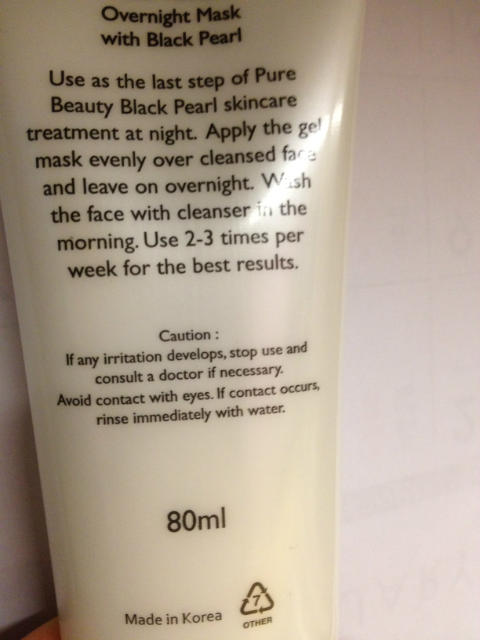 Overnight Mask
with Black Pearl
Use as the last step of Pure
Beauty Black Pearl skincare
treatment at night. Apply the gel
mask evenly over cleansed face
and leave on overnight. Wash
the face with cleanser in the
morning. Use 2-3 times per
week for the best results.
Caution :
If any irritation develops, stop use and
consult a doctor if necessary.
Avoid contact with eyes. If contact occurs,
rinse immediately with water.
80ml
7
Made in Korea
OTHER